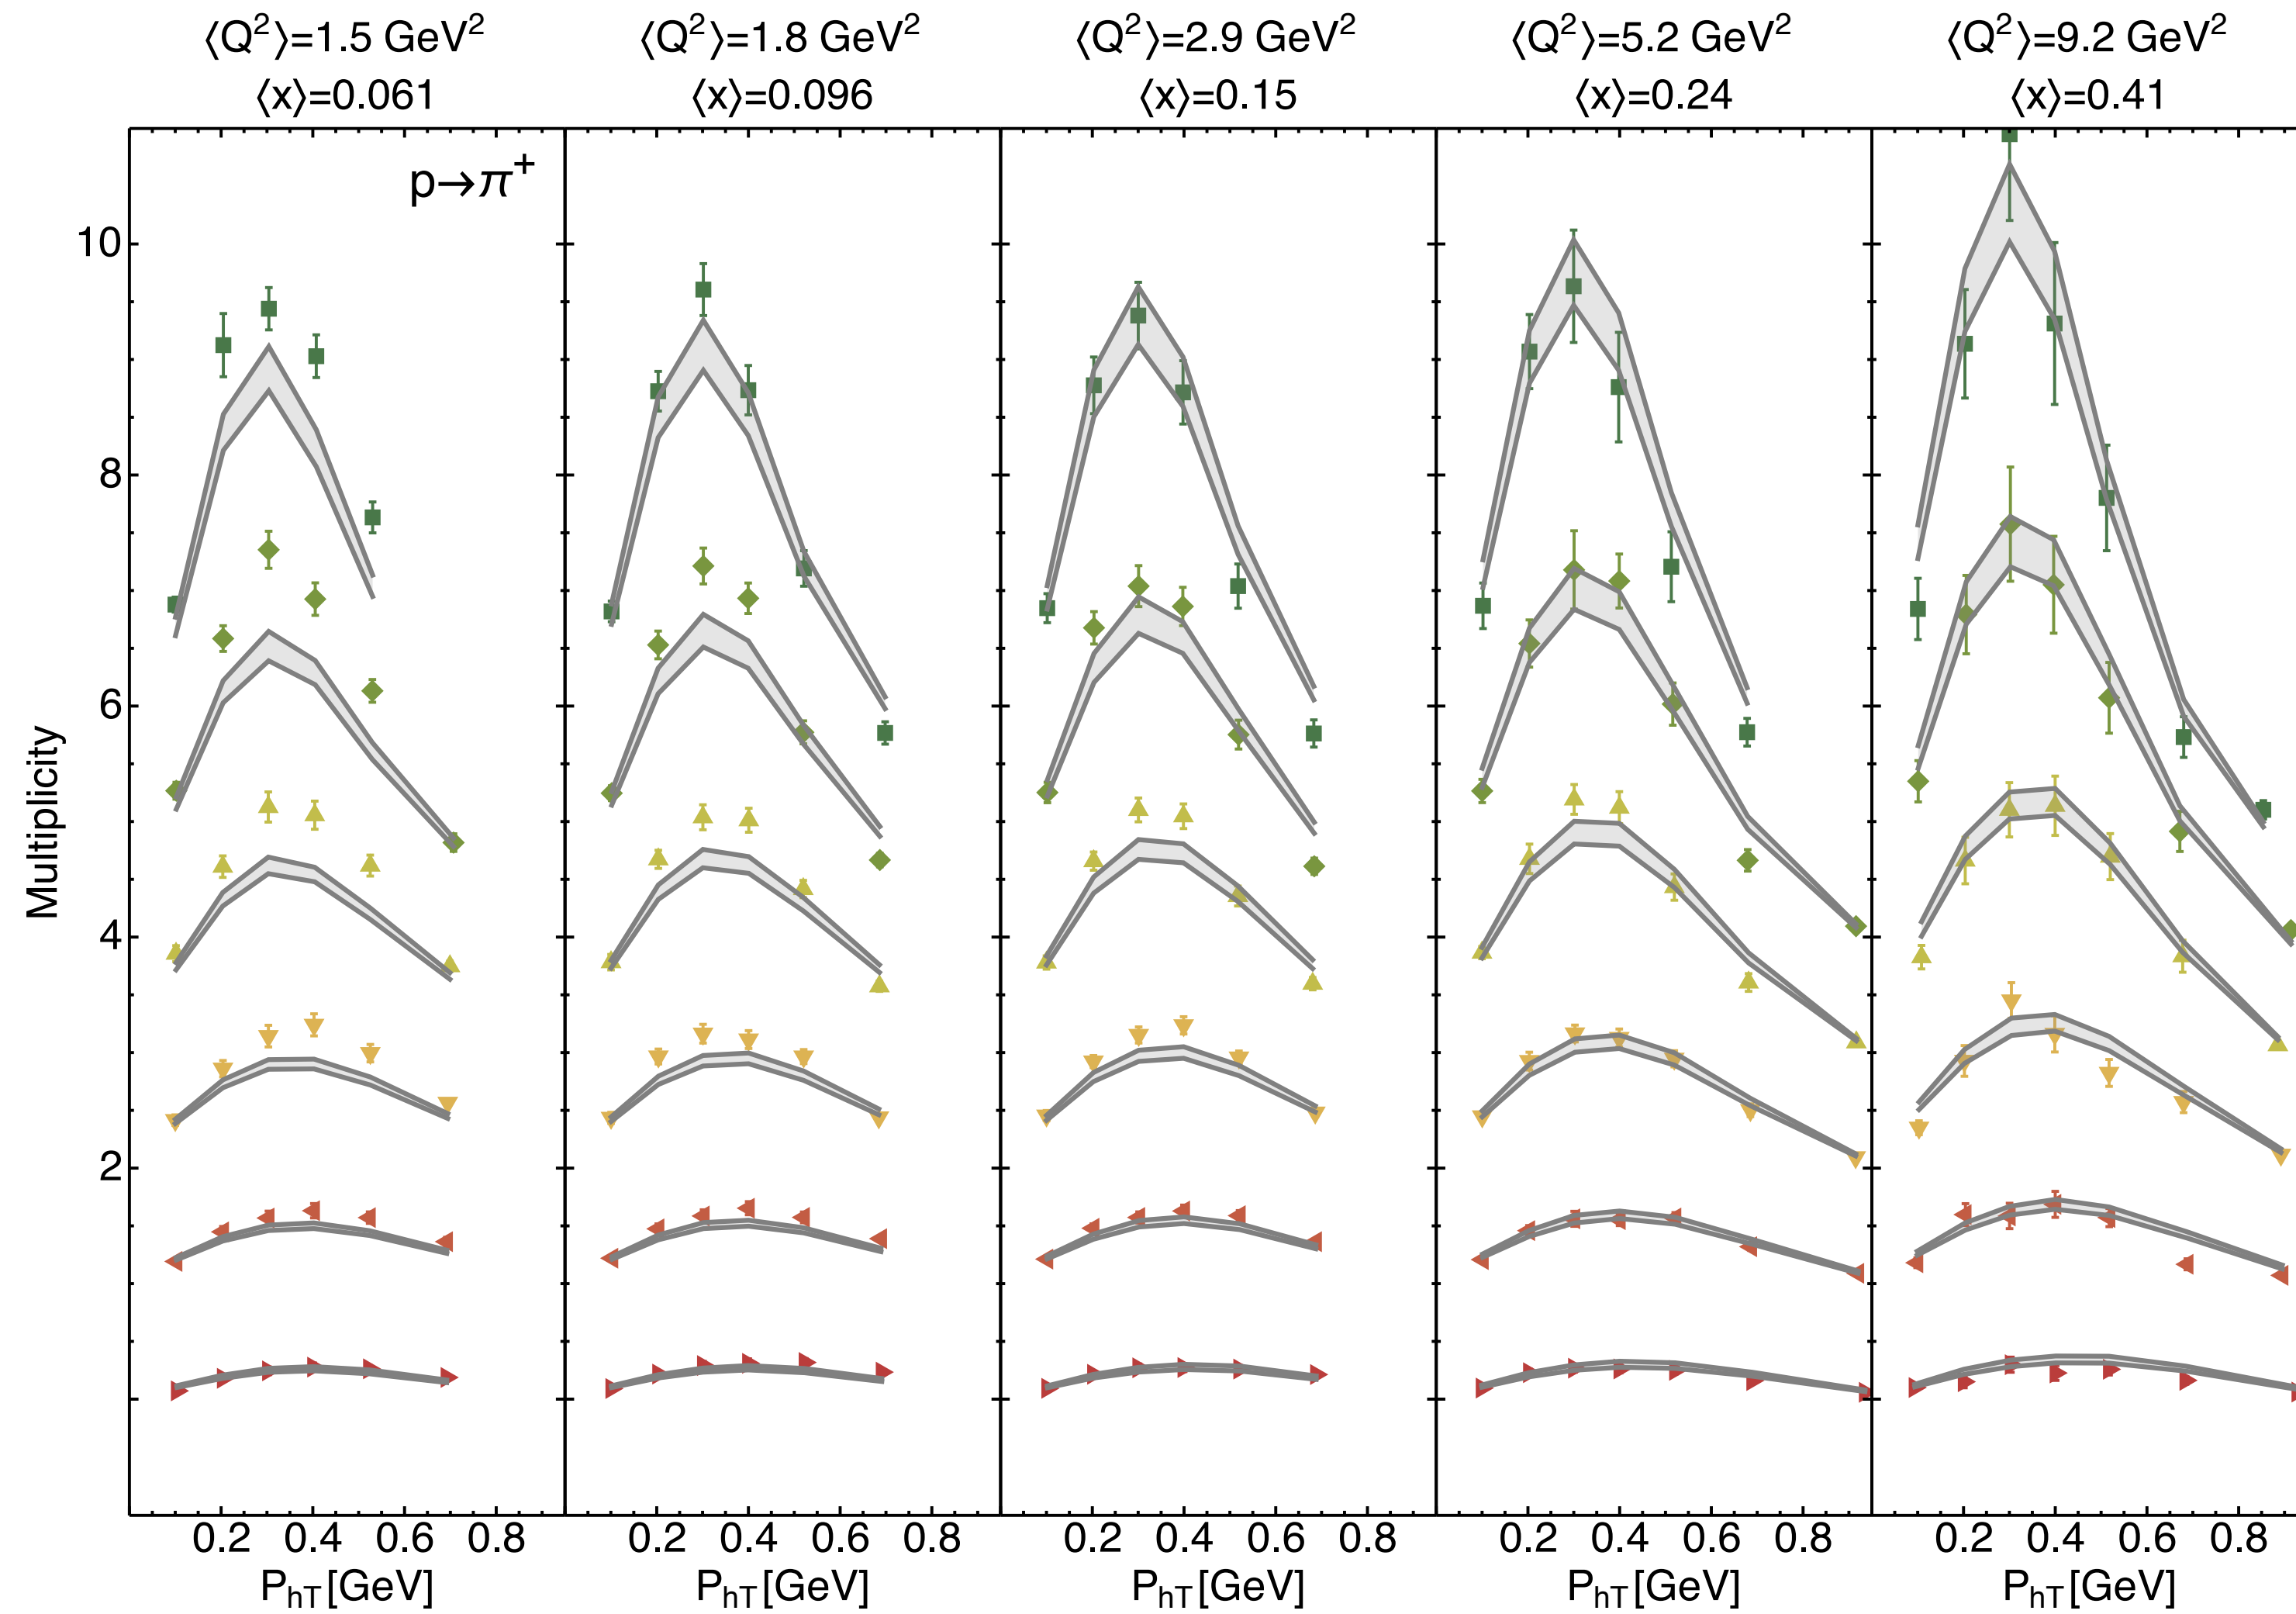 ⟨Q²⟩=1.5 GeV² ⟨Q²⟩=1.8 GeV² ⟨Q²⟩=2.9 GeV² ⟨Q²⟩=5.2 GeV² ⟨Q²⟩=9.2 GeV²
⟨x⟩=0.061 ⟨x⟩=0.096 ⟨x⟩=0.15 ⟨x⟩=0.24 ⟨x⟩=0.41
p→π⁺
10
8
6
4
2
Multiplicity
0.2 0.4 0.6 0.8 0.2 0.4 0.6 0.8 0.2 0.4 0.6 0.8 0.2 0.4 0.6 0.8 0.2 0.4 0.6 0.8
P_hT[GeV] P_hT[GeV] P_hT[GeV] P_hT[GeV] P_hT[GeV]